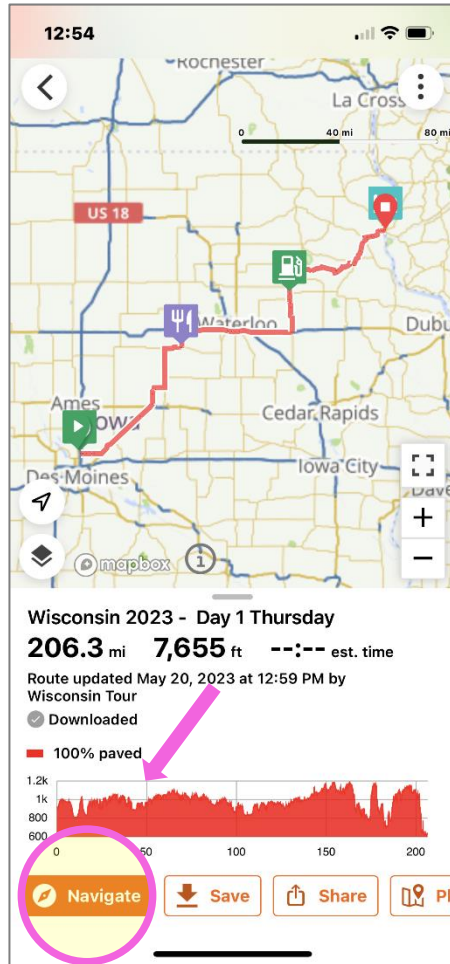 12:54
Rochester
La Cross
0 40 mi 80 mi
US 18
Waterloo
Dubu
Ames
Iowa
Cedar Rapids
Iowa City
Des Moines
Dave
mapbox
1
Wisconsin 2023 - Day 1 Thursday
206.3 mi 7,655 ft --:-- est. time
Route updated May 20, 2023 at 12:59 PM by
Wisconsin Tour
Downloaded
100% paved
1.2k
1k
800
600
0 50 100 150 200
Navigate Save Share Pl